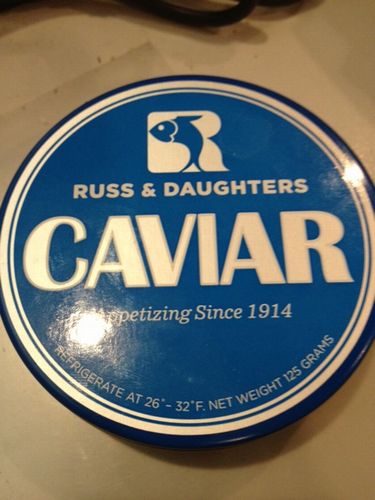 RUSS & DAUGHTERS
CAVIAR
Appetizing Since 1914
REFRIGERATE AT 26°- 32°F. NET WEIGHT 125 GRAMS